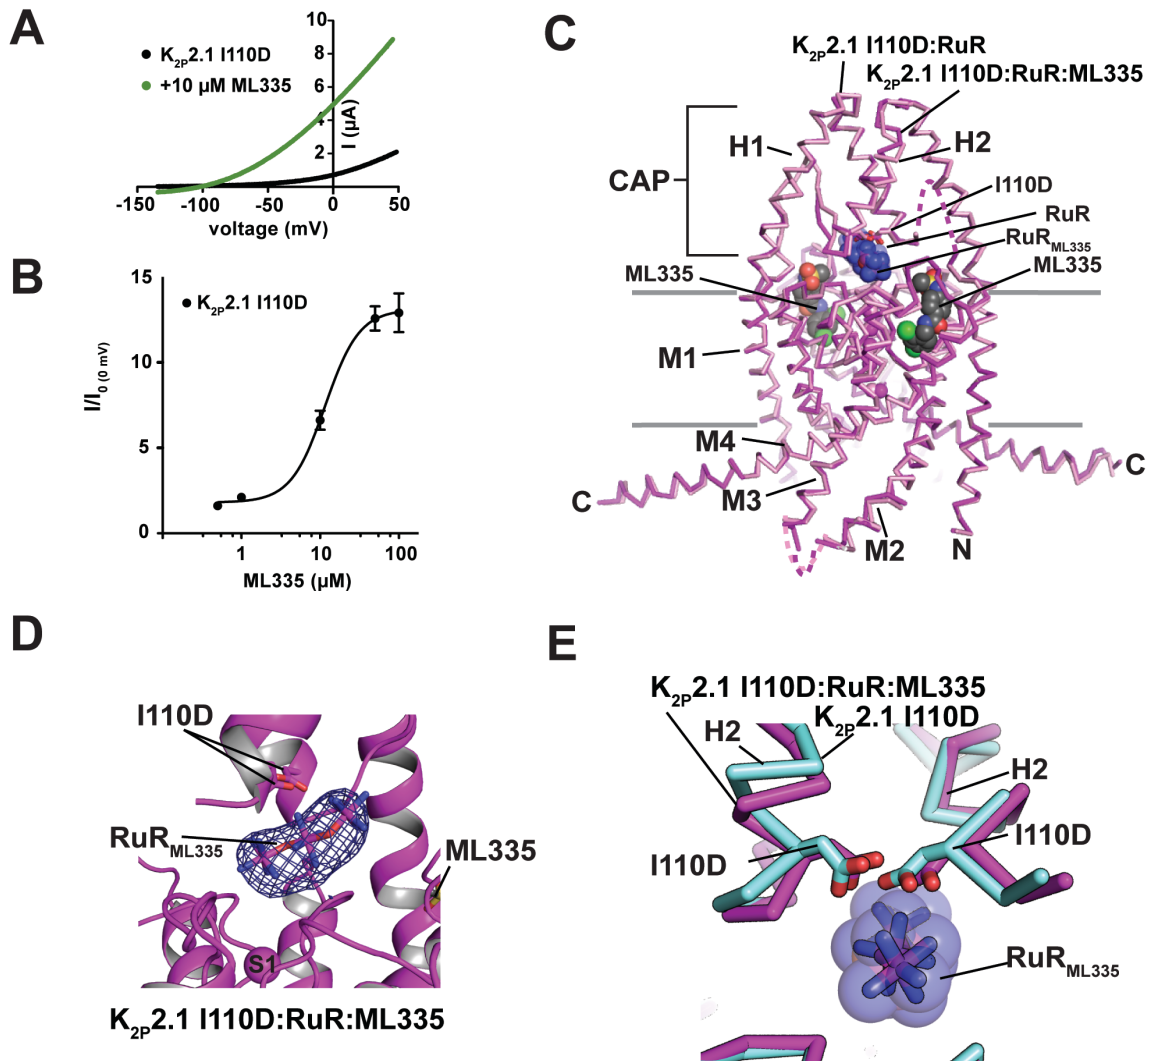 A
K2P2.1 I110D
+10 µM ML335
10
8
6
4
2
I (µA)
-150
-100
-50
0
50
voltage (mV)
B
K2P2.1 I110D
15
10
5
0
I/I0 (0 mV)
1
10
100
ML335 (µM)
C
K2P2.1 I110D:RuR
K2P2.1 I110D:RuR:ML335
H1
H2
CAP
I110D
RuR
RuRML335
ML335
ML335
M1
M4
C
C
M3
M2
N
D
I110D
RuRML335
ML335
S1
K2P2.1 I110D:RuR:ML335
E
K2P2.1 I110D:RuR:ML335
K2P2.1 I110D
H2
H2
I110D
I110D
RuRML335